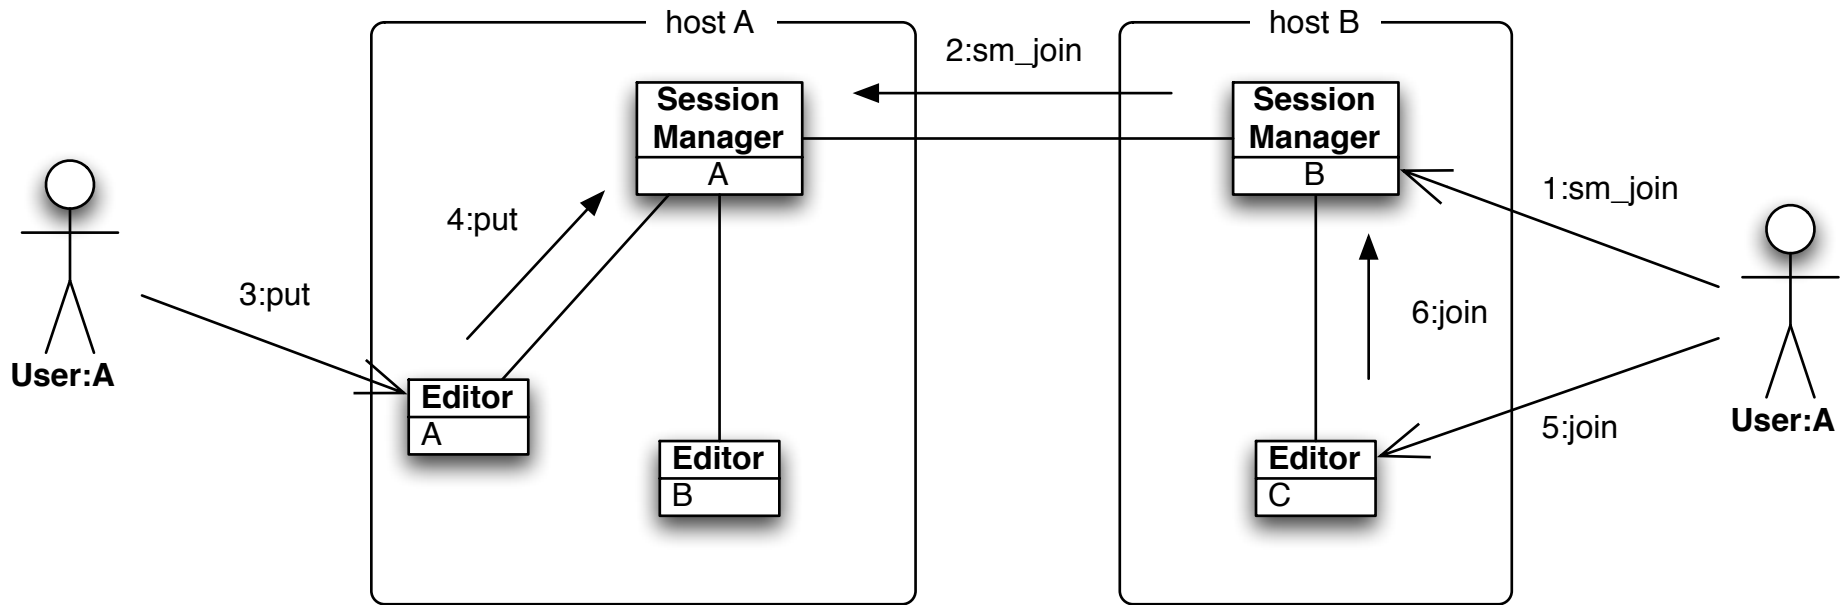 host A
host B
2:sm_join
Session
Manager
A
Session
Manager
B
1:sm_join
4:put
3:put
6:join
User:A
Editor
A
User:A
5:join
Editor
B
Editor
C